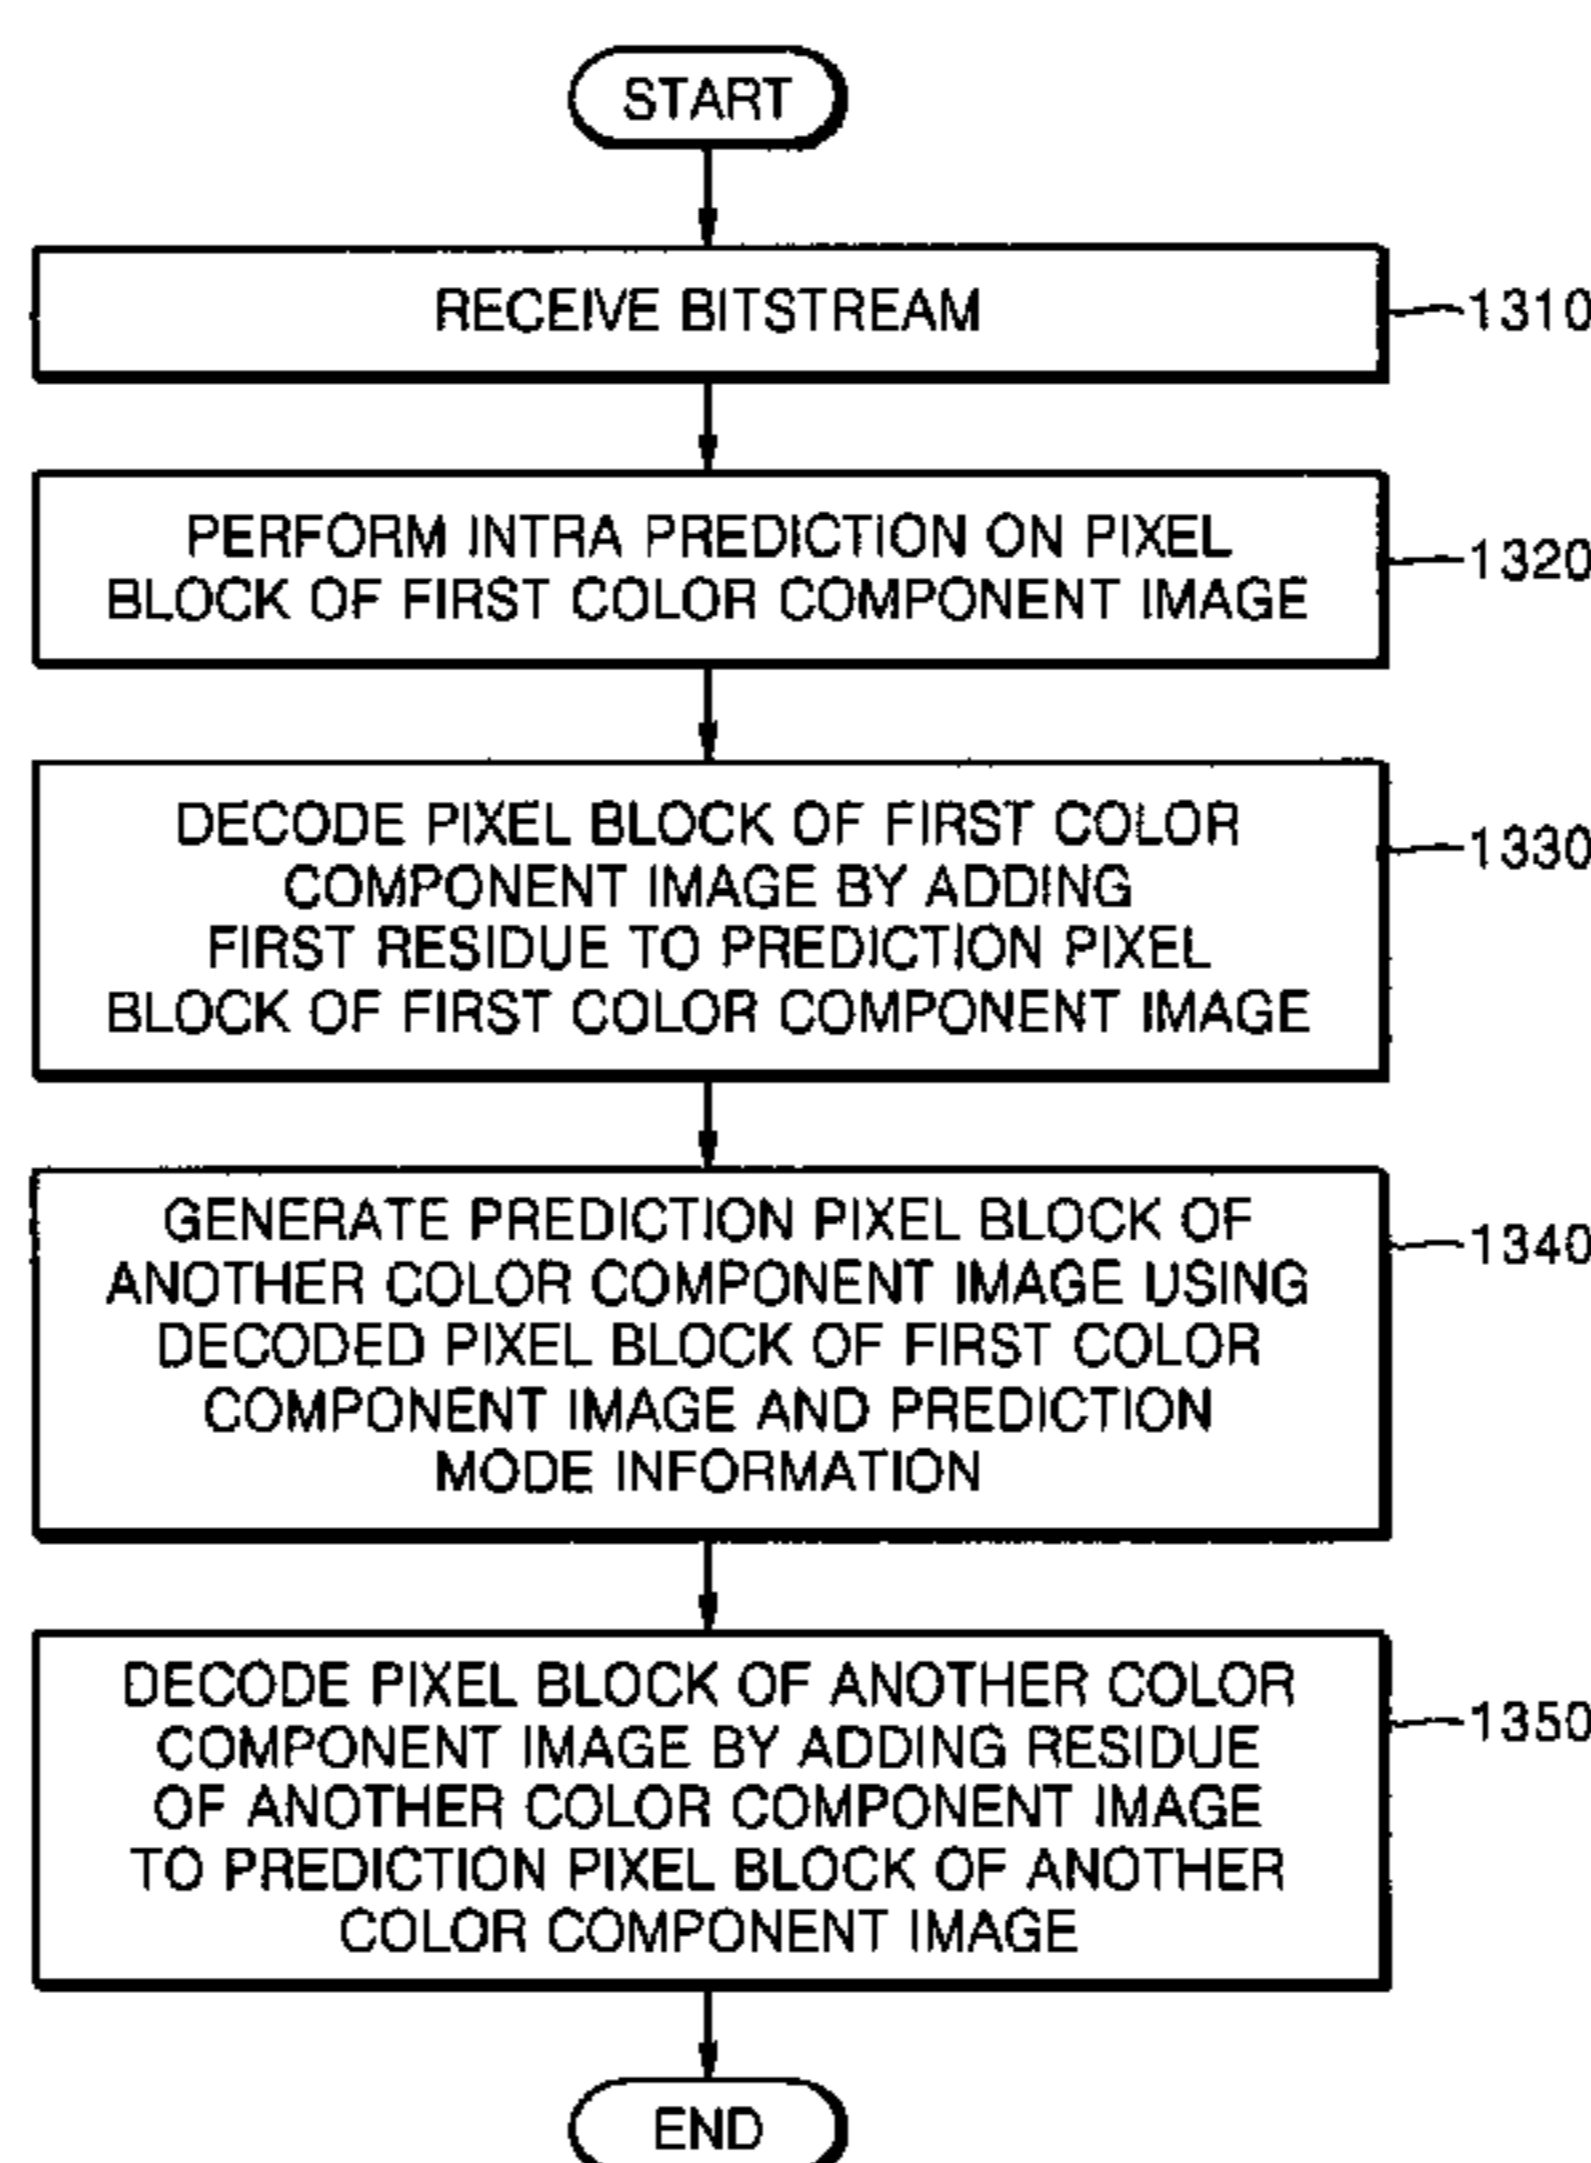 START
RECEIVE BITSTREAM
1310
PERFORM INTRA PREDICTION ON PIXEL
BLOCK OF FIRST COLOR COMPONENT IMAGE
1320
DECODE PIXEL BLOCK OF FIRST COLOR
COMPONENT IMAGE BY ADDING
FIRST RESIDUE TO PREDICTION PIXEL
BLOCK OF FIRST COLOR COMPONENT IMAGE
1330
GENERATE PREDICTION PIXEL BLOCK OF
ANOTHER COLOR COMPONENT IMAGE USING
DECODED PIXEL BLOCK OF FIRST COLOR
COMPONENT IMAGE AND PREDICTION
MODE INFORMATION
1340
DECODE PIXEL BLOCK OF ANOTHER COLOR
COMPONENT IMAGE BY ADDING RESIDUE
OF ANOTHER COLOR COMPONENT IMAGE
TO PREDICTION PIXEL BLOCK OF ANOTHER
COLOR COMPONENT IMAGE
1350
END